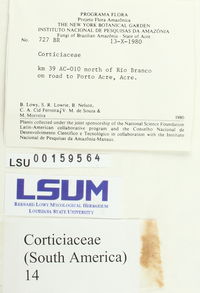 PROGRAMA FLORA
Projeto Flora Amazônica
THE NEW YORK BOTANICAL GARDEN
INSTITUTO NACIONAL DE PESQUISAS DA AMAZÔNIA
Fungi of Brazilian Amazônia - State of Acre
No. 727 BR 13-X-1980
Corticiaceae
km 39 AC-010 north of Rio Branco
on road to Porto Acre, Acre.
B. Lowy, S. R. Lowrie, B. Nelson,
C. A. Cid Ferreira, V. M. de Souza &
M. Moreira
1980
Plants collected under the joint sponsorship of the National Science Foundation
Latin-American collaborative program and the Conselho Nacional de
Desenvolvimento Científico e Tecnológico in collaboration with the Instituto
Nacional de Pesquisas da Amazônia-Manaus
LSU 00159564
LSUM
BERNARD LOWY MYCOLOGICAL HERBARIUM
LOUISIANA STATE UNIVERSITY
Corticiaceae
(South America)
14